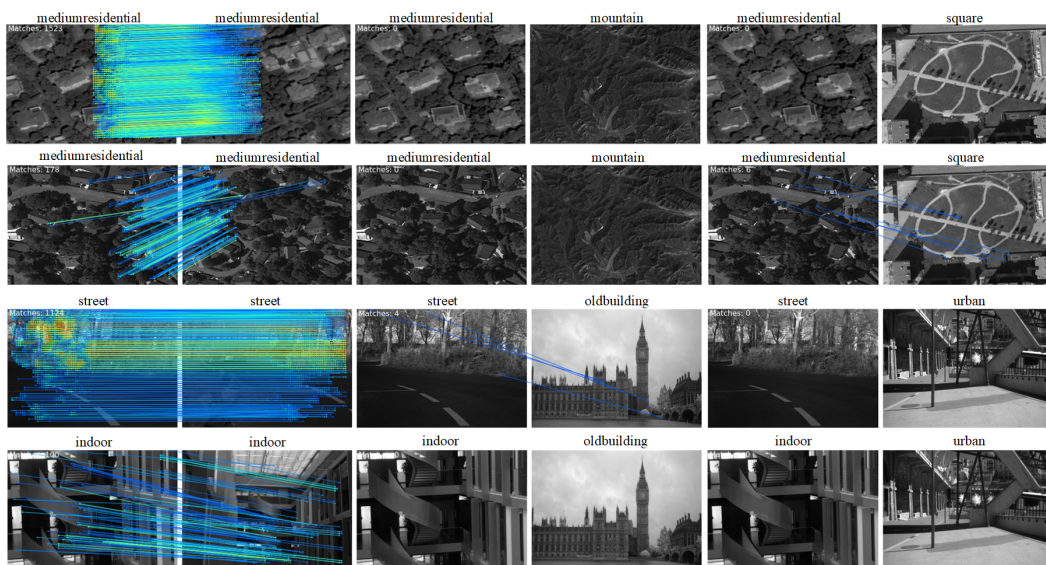 mediumresidential mediumresidential mediumresidential mountain mediumresidential square
Matches: 1523 Matches: 0 Matches: 0
mediumresidential mediumresidential mediumresidential mountain mediumresidential square
Matches: 178 Matches: 0 Matches: 6
street street street oldbuilding street urban
Matches: 1124 Matches: 4 Matches: 0
indoor indoor indoor oldbuilding indoor urban
100